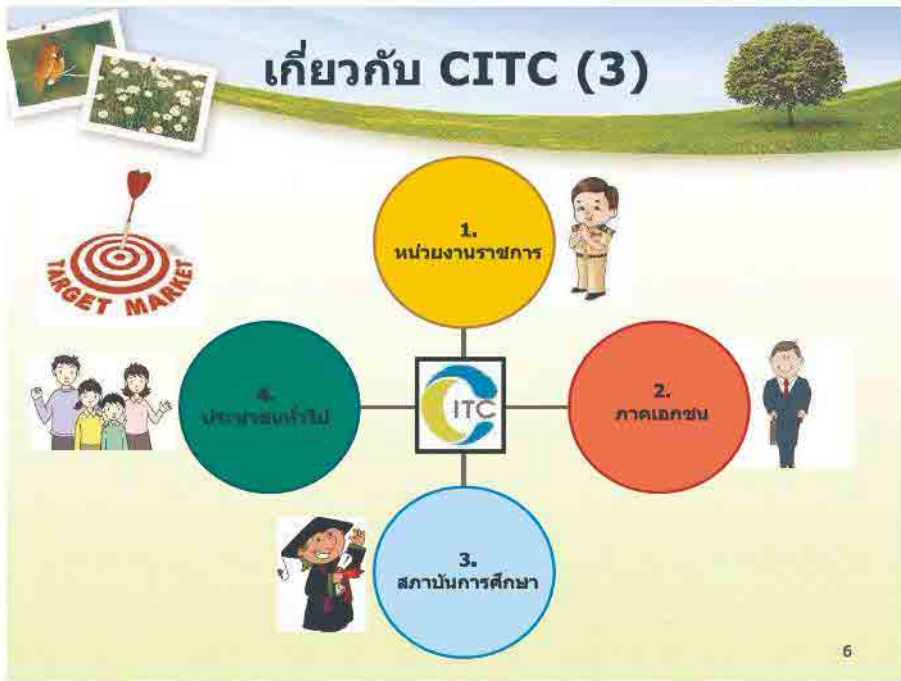 เกี่ยวกับ CITC (3)
TARGET MARKET
1.
หน่วยงานราชการ
4.
ประชาชนทั่วไป
CITC
2.
ภาคเอกชน
3.
สถาบันการศึกษา
6